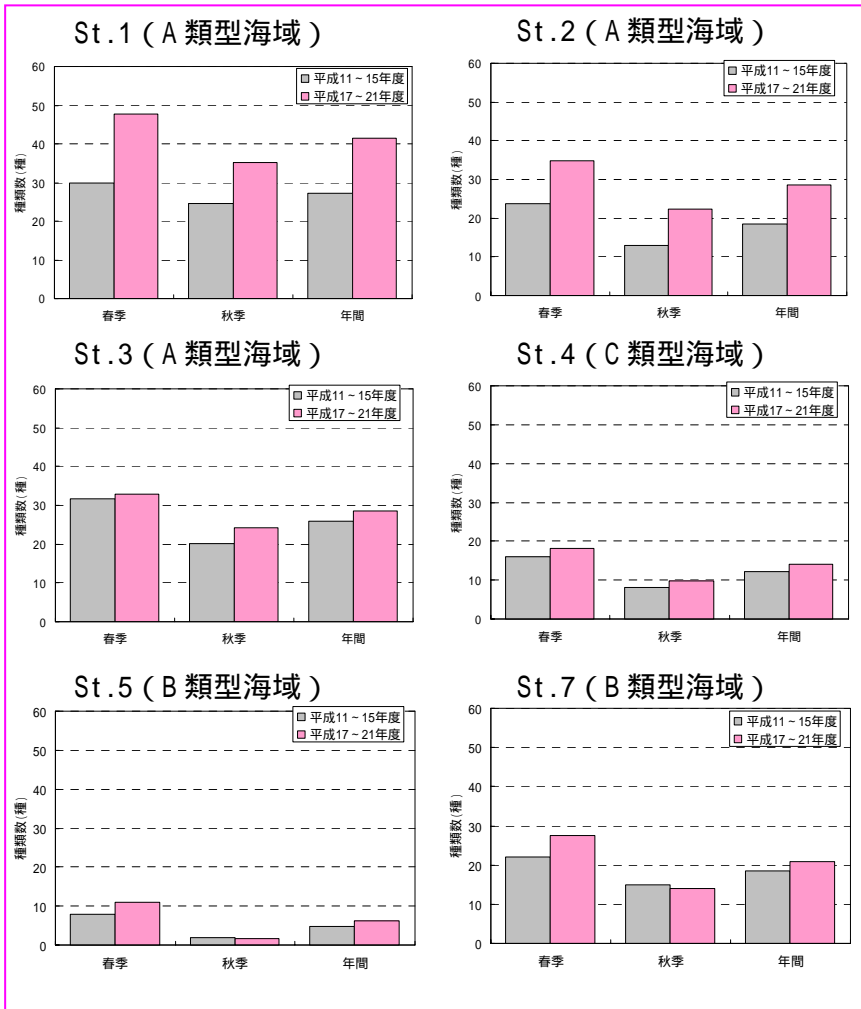 St.1(A類型海域)
平成11~15年度
平成17~21年度
種類数(種)
60
50
40
30
20
10
0
春季 秋季 年間
St.2(A類型海域)
平成11~15年度
平成17~21年度
種類数(種)
60
50
40
30
20
10
0
春季 秋季 年間
St.3(A類型海域)
平成11~15年度
平成17~21年度
種類数(種)
60
50
40
30
20
10
0
春季 秋季 年間
St.4(C類型海域)
平成11~15年度
平成17~21年度
種類数(種)
60
50
40
30
20
10
0
春季 秋季 年間
St.5(B類型海域)
平成11~15年度
平成17~21年度
種類数(種)
60
50
40
30
20
10
0
春季 秋季 年間
St.7(B類型海域)
平成11~15年度
平成17~21年度
種類数(種)
60
50
40
30
20
10
0
春季 秋季 年間